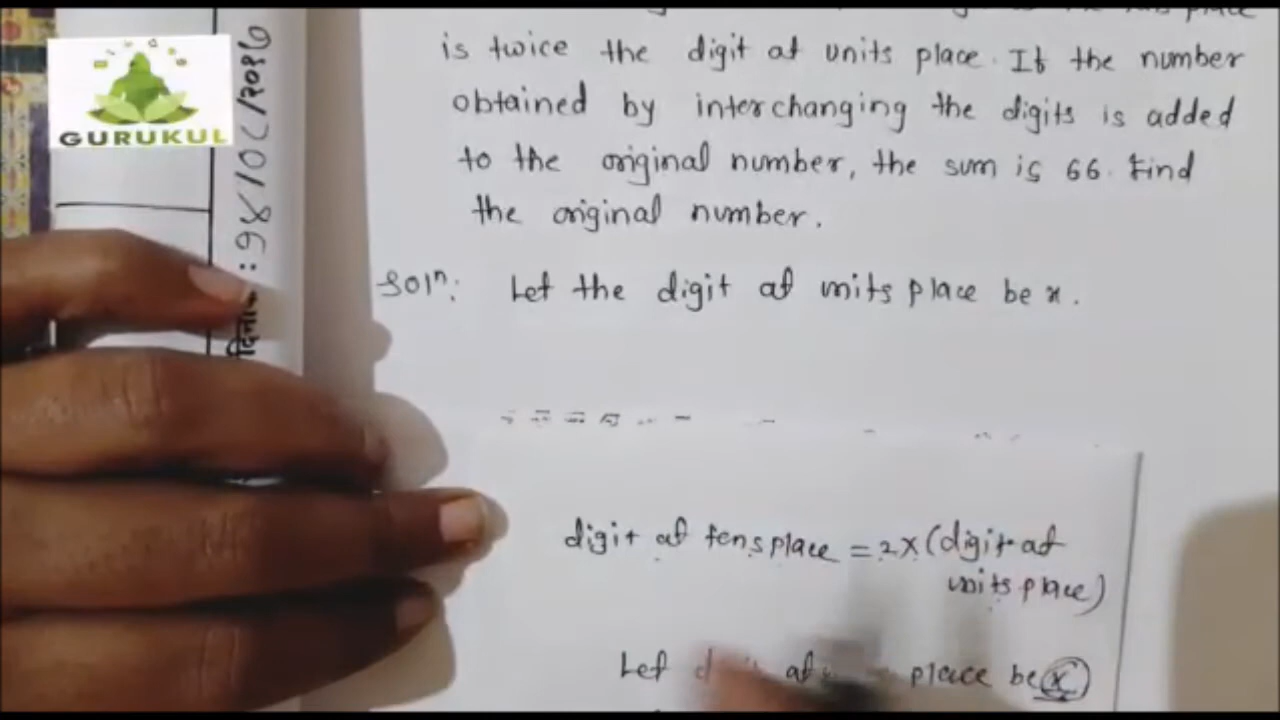 is twice the digit at units place. If the number
obtained by interchanging the digits is added
to the original number, the sum is 66. Find
the original number.
Soln: Let the digit at units place be x.
digit at tens place = 2x (digit at
units place)
Let at place be x
GURUKUL